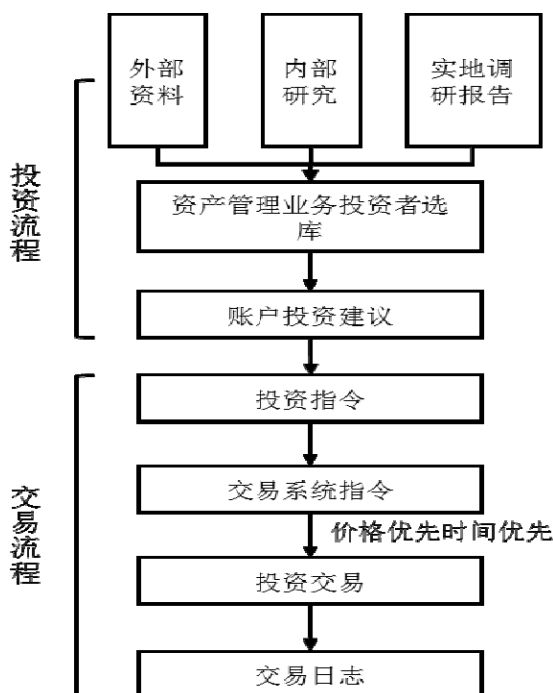 外部
资料
内部
研究
实地调
研报告
投资流程
资产管理业务投资者选
库
账户投资建议
投资指令
交易系统指令
价格优先时间优先
交易流程
投资交易
交易日志